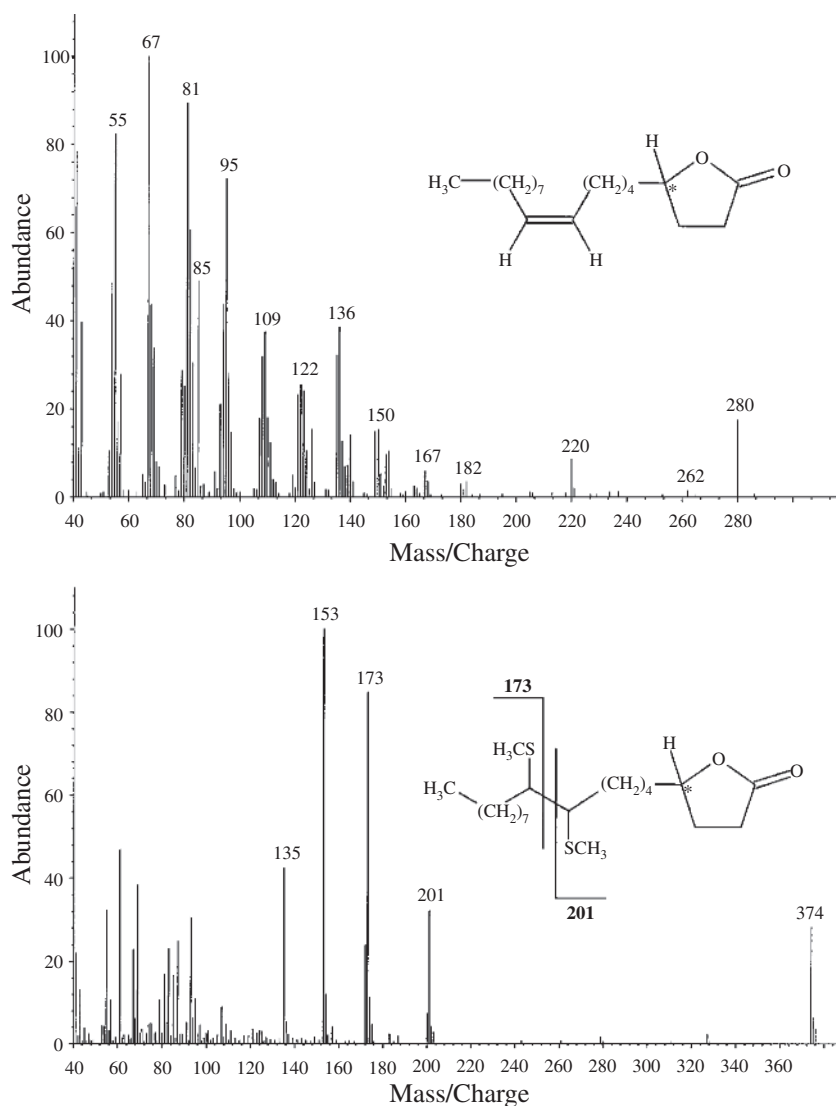 100
80
60
40
20
0
Abundance
67
81
55
95
85
109
136
122
150
167
182
220
262
280
H
O
O
H₃C
(CH₂)₇
(CH₂)₄
*
H
H
40 60 80 100 120 140 160 180 200 220 240 260 280
Mass/Charge
100
80
60
40
20
0
Abundance
153
173
135
201
374
173
H₃CS
H
O
O
H₃C
(CH₂)₇
(CH₂)₄
*
SCH₃
201
40 60 80 100 120 140 160 180 200 220 240 260 280 300 320 340 360
Mass/Charge